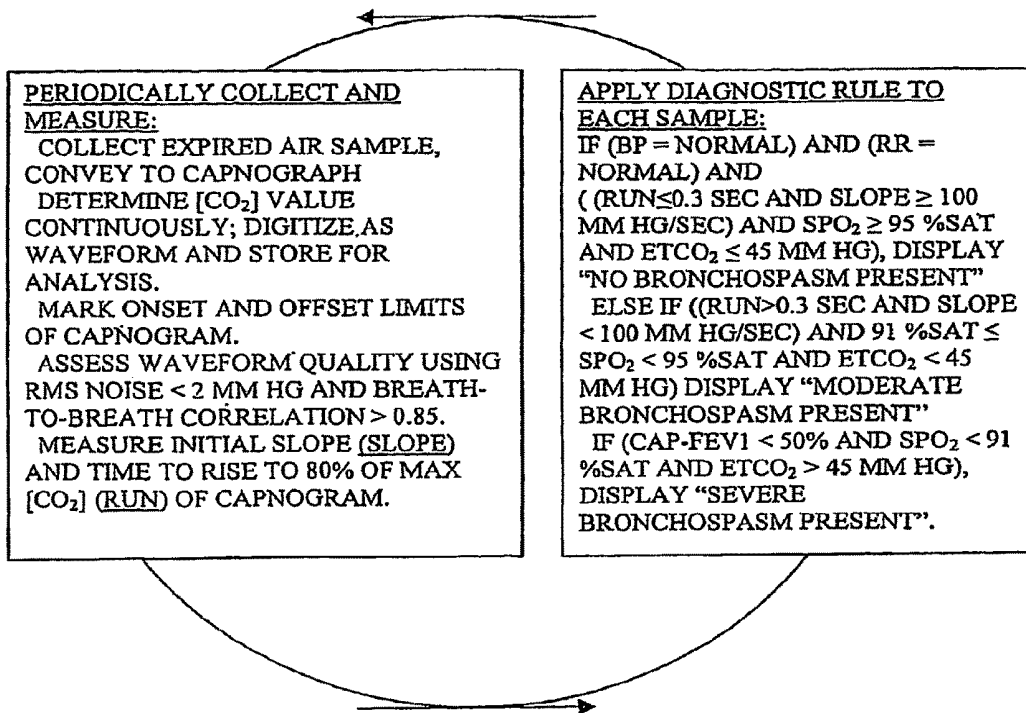 PERIODICALLY COLLECT AND
MEASURE:
COLLECT EXPIRED AIR SAMPLE,
CONVEY TO CAPNOGRAPH
DETERMINE [CO₂] VALUE
CONTINUOUSLY; DIGITIZE AS
WAVEFORM AND STORE FOR
ANALYSIS.
MARK ONSET AND OFFSET LIMITS
OF CAPNOGRAM.
ASSESS WAVEFORM QUALITY USING
RMS NOISE < 2 MM HG AND BREATH-
TO-BREATH CORRELATION > 0.85.
MEASURE INITIAL SLOPE (SLOPE)
AND TIME TO RISE TO 80% OF MAX
[CO₂] (RUN) OF CAPNOGRAM.
APPLY DIAGNOSTIC RULE TO
EACH SAMPLE:
IF (BP = NORMAL) AND (RR =
NORMAL) AND
( (RUN≤0.3 SEC AND SLOPE ≥ 100
MM HG/SEC) AND SPO₂ ≥ 95 %SAT
AND ETCO₂ ≤ 45 MM HG), DISPLAY
“NO BRONCHOSPASM PRESENT”
ELSE IF ((RUN>0.3 SEC AND SLOPE
< 100 MM HG/SEC) AND 91 %SAT ≤
SPO₂ < 95 %SAT AND ETCO₂ < 45
MM HG) DISPLAY “MODERATE
BRONCHOSPASM PRESENT”
IF (CAP-FEV1 < 50% AND SPO₂ < 91
%SAT AND ETCO₂ > 45 MM HG),
DISPLAY “SEVERE
BRONCHOSPASM PRESENT”.